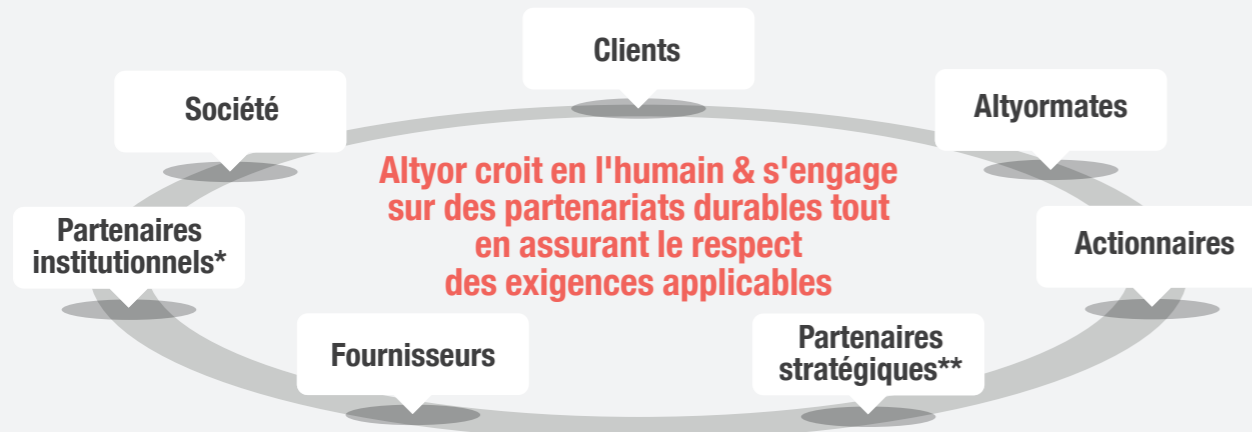 Clients
Société
Altyormates
Altyor croit en l'humain & s'engage
sur des partenariats durables tout
en assurant le respect
des exigences applicables
Partenaires
institutionnels*
Actionnaires
Fournisseurs
Partenaires
stratégiques**